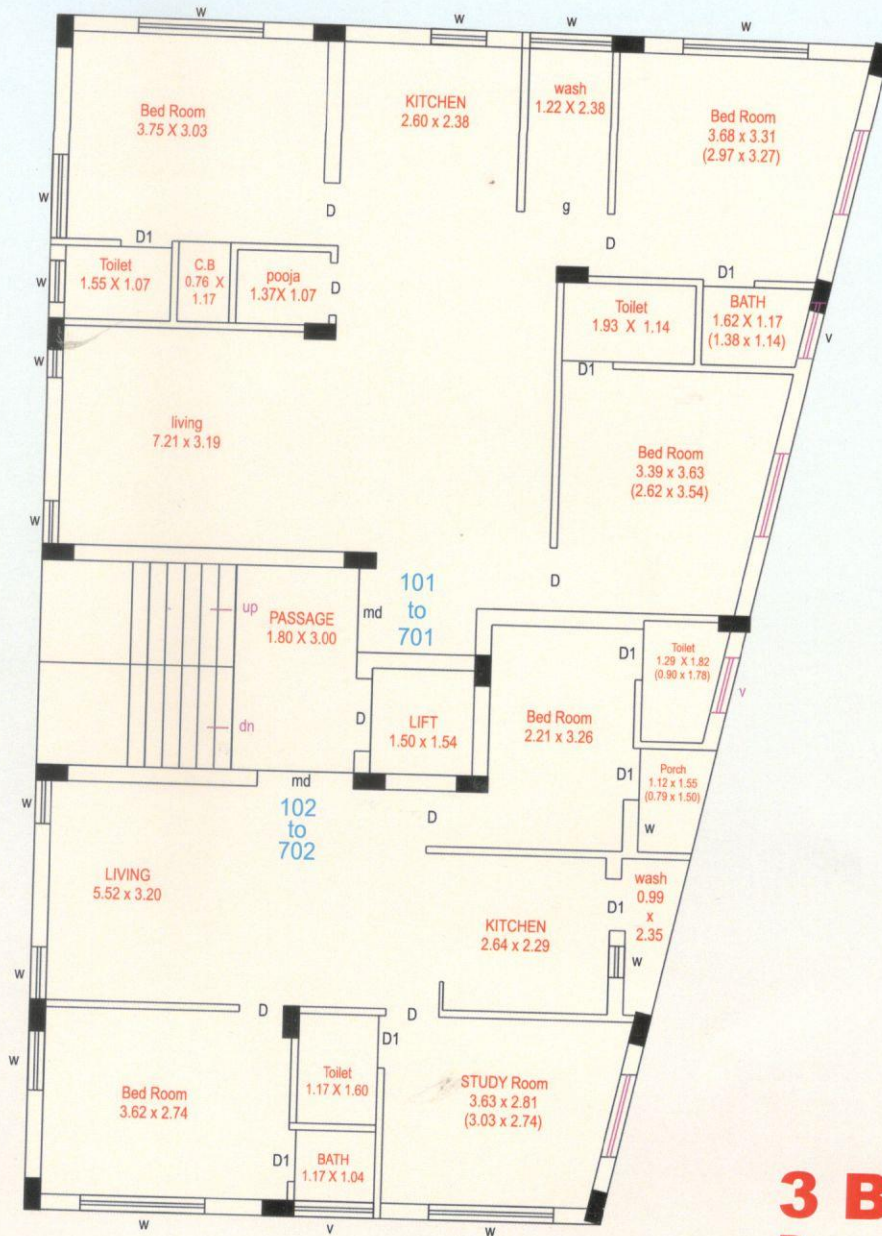 w
w
w
w
Bed Room
3.75 X 3.03
KITCHEN
2.60 x 2.38
wash
1.22 X 2.38
Bed Room
3.68 x 3.31
(2.97 x 3.27)
w
D
g
D
D1
D1
w
Toilet
1.55 X 1.07
C.B
0.76 X
1.17
pooja
1.37X 1.07
D
Toilet
1.93 X 1.14
BATH
1.62 X 1.17
(1.38 x 1.14)
v
w
D1
living
7.21 x 3.19
Bed Room
3.39 x 3.63
(2.62 x 3.54)
w
D
101
to
701
md
up
PASSAGE
1.80 X 3.00
D1
Toilet
1.29 X 1.82
(0.90 x 1.78)
v
dn
D
LIFT
1.50 x 1.54
Bed Room
2.21 x 3.26
D1
Porch
1.12 x 1.55
(0.79 x 1.50)
w
w
md
D
102
to
702
LIVING
5.52 x 3.20
wash
0.99
x
2.35
D1
KITCHEN
2.64 x 2.29
w
w
D
D
D1
w
Bed Room
3.62 x 2.74
Toilet
1.17 X 1.60
STUDY Room
3.63 x 2.81
(3.03 x 2.74)
D1
BATH
1.17 X 1.04
w
v
w
3 B